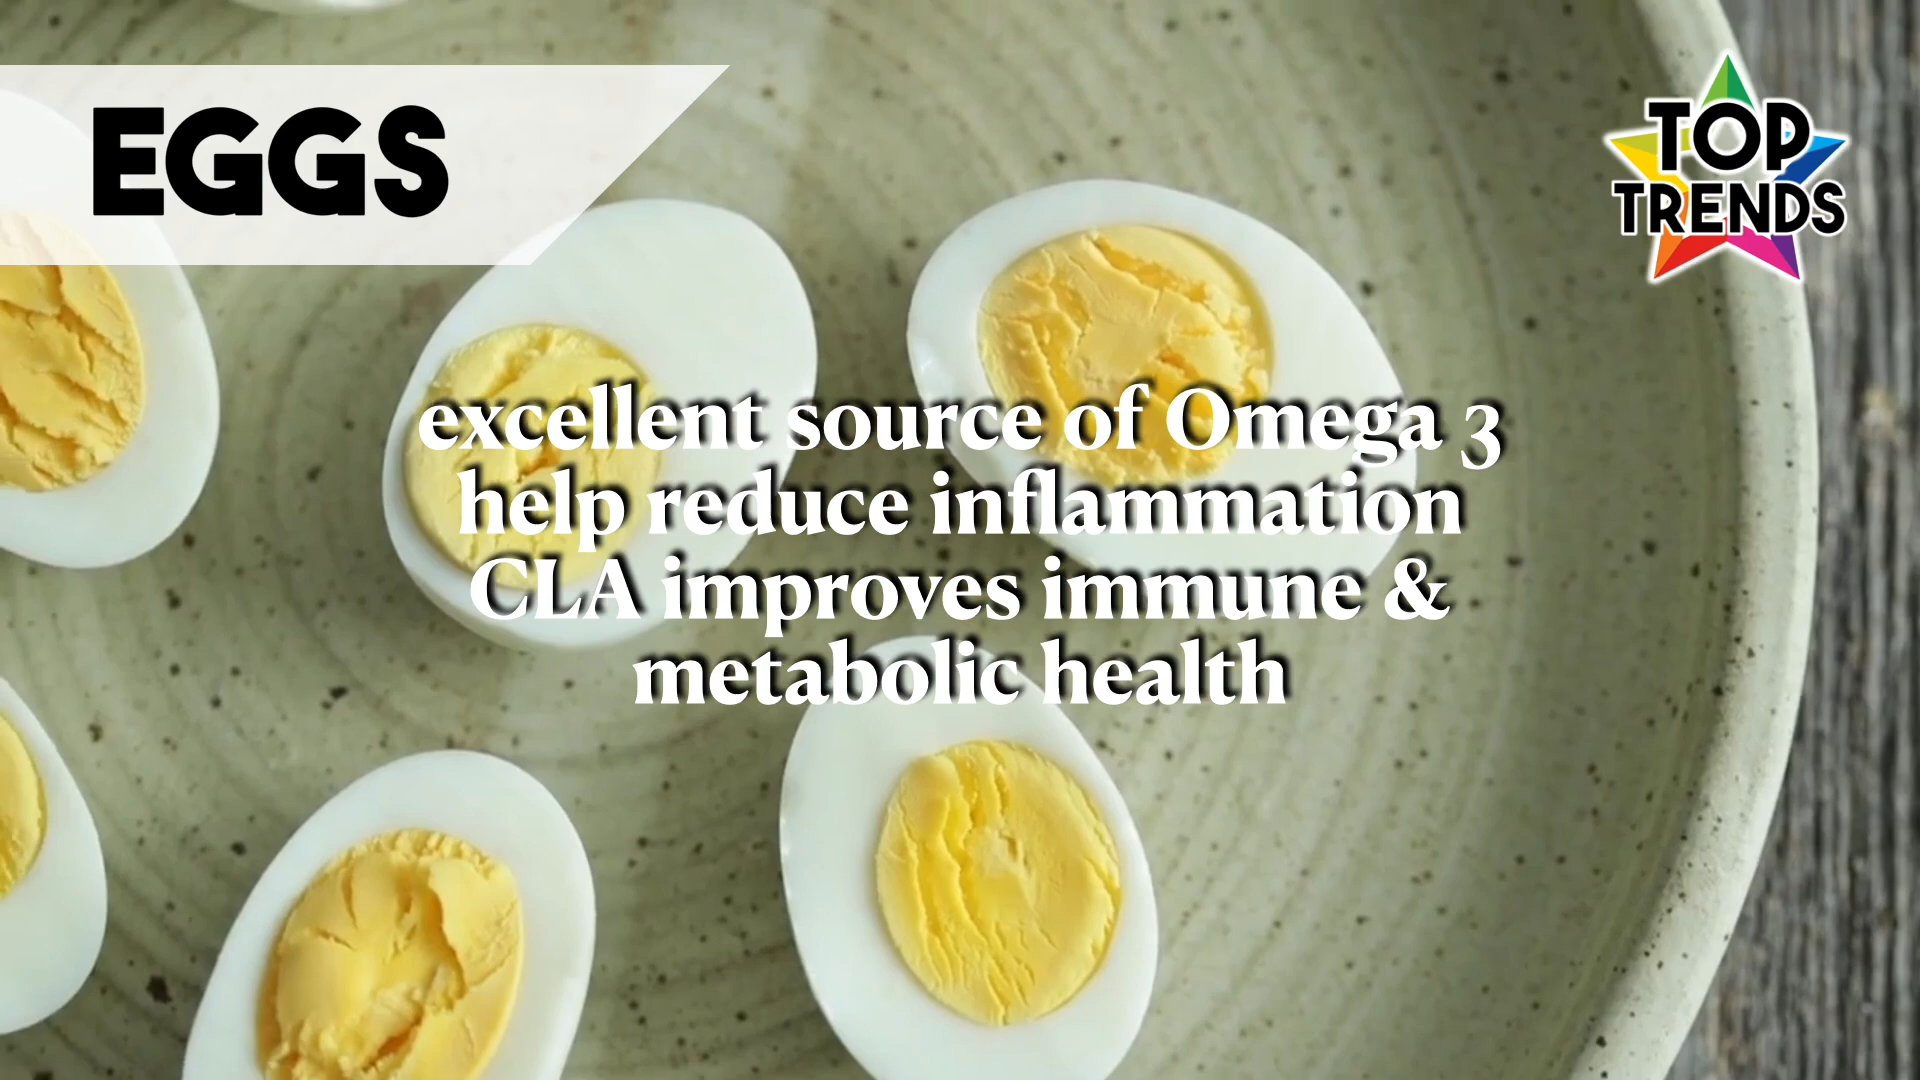 EGGS
TOP
TRENDS
excellent source of Omega 3
help reduce inflammation
CLA improves immune &
metabolic health